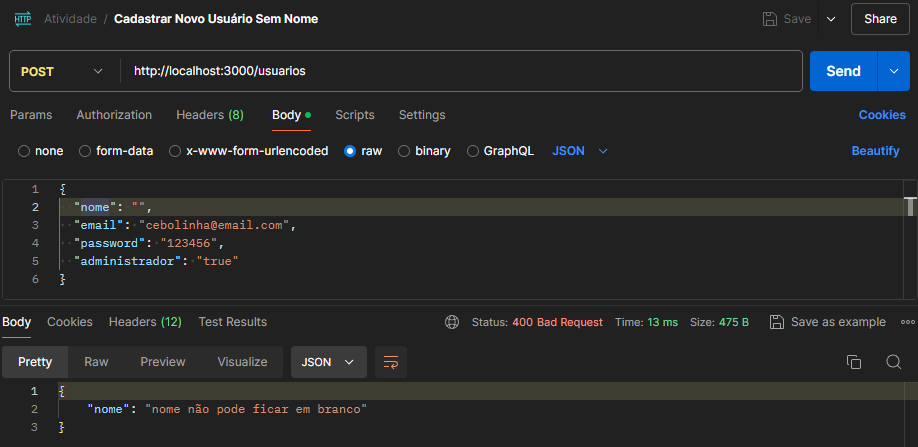 HTTP Atividade / Cadastrar Novo Usuário Sem Nome Save Share
POST http://localhost:3000/usuarios Send
Params Authorization Headers (8) Body Scripts Settings Cookies
none form-data x-www-form-urlencoded raw binary GraphQL JSON Beautify
1 {
2 "nome": "",
3 "email": "cebolinha@email.com",
4 "password": "123456",
5 "administrador": "true"
6 }
Body Cookies Headers (12) Test Results Status: 400 Bad Request Time: 13 ms Size: 475 B Save as example
Pretty Raw Preview Visualize JSON
1 {
2 "nome": "nome não pode ficar em branco"
3 }